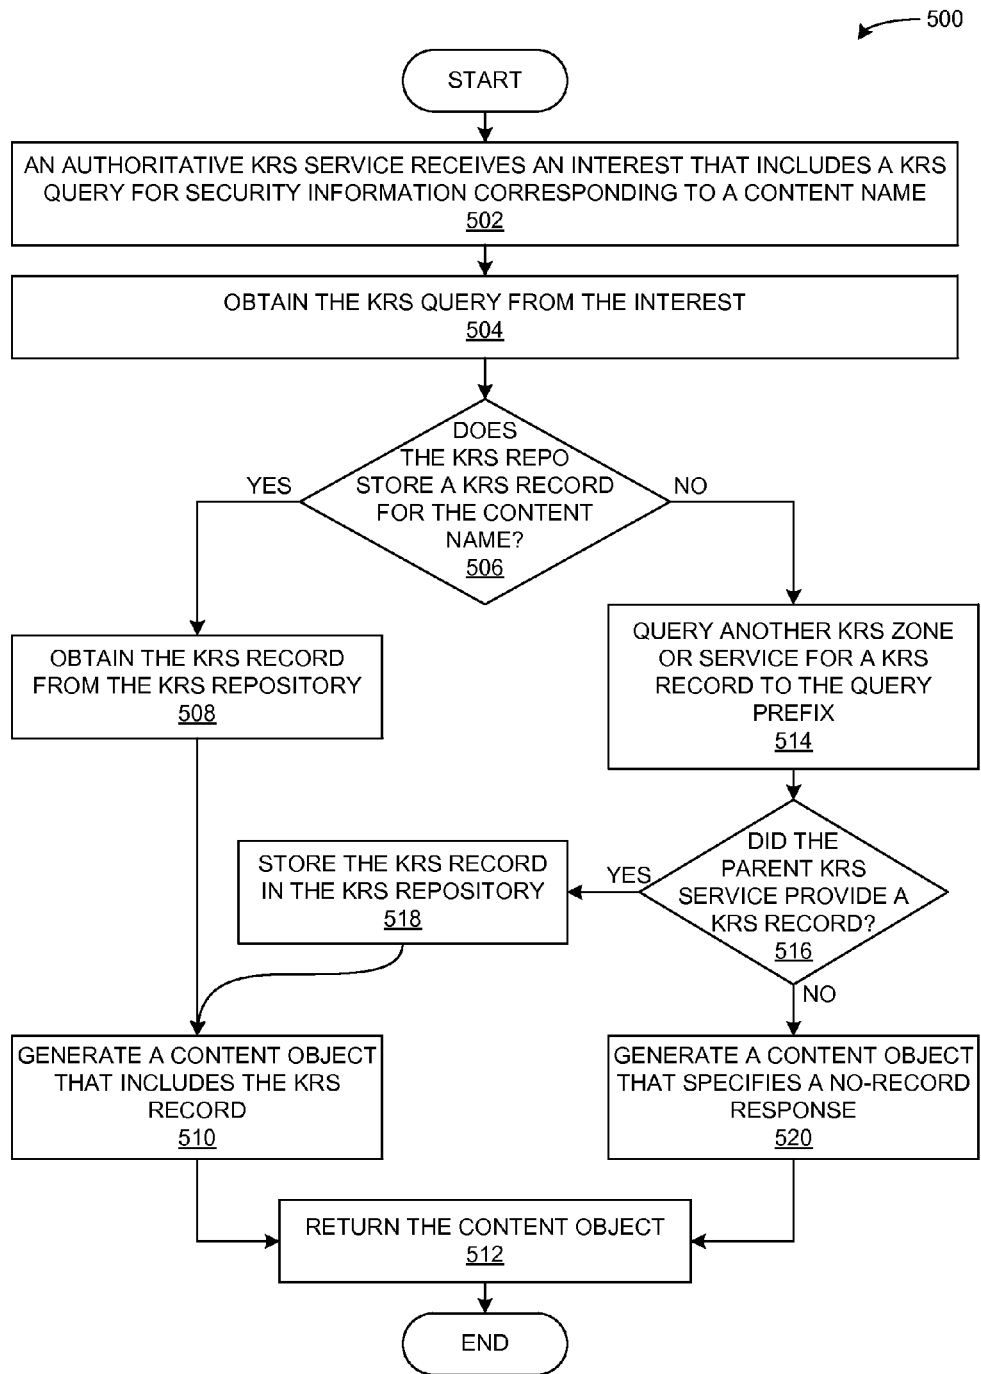 500
START
AN AUTHORITATIVE KRS SERVICE RECEIVES AN INTEREST THAT INCLUDES A KRS
QUERY FOR SECURITY INFORMATION CORRESPONDING TO A CONTENT NAME
502
OBTAIN THE KRS QUERY FROM THE INTEREST
504
DOES
THE KRS REPO
STORE A KRS RECORD
FOR THE CONTENT
NAME?
506
YES
NO
OBTAIN THE KRS RECORD
FROM THE KRS REPOSITORY
508
QUERY ANOTHER KRS ZONE
OR SERVICE FOR A KRS
RECORD TO THE QUERY
PREFIX
514
DID THE
PARENT KRS
SERVICE PROVIDE A
KRS RECORD?
516
YES
STORE THE KRS RECORD
IN THE KRS REPOSITORY
518
NO
GENERATE A CONTENT OBJECT
THAT INCLUDES THE KRS
RECORD
510
GENERATE A CONTENT OBJECT
THAT SPECIFIES A NO-RECORD
RESPONSE
520
RETURN THE CONTENT OBJECT
512
END